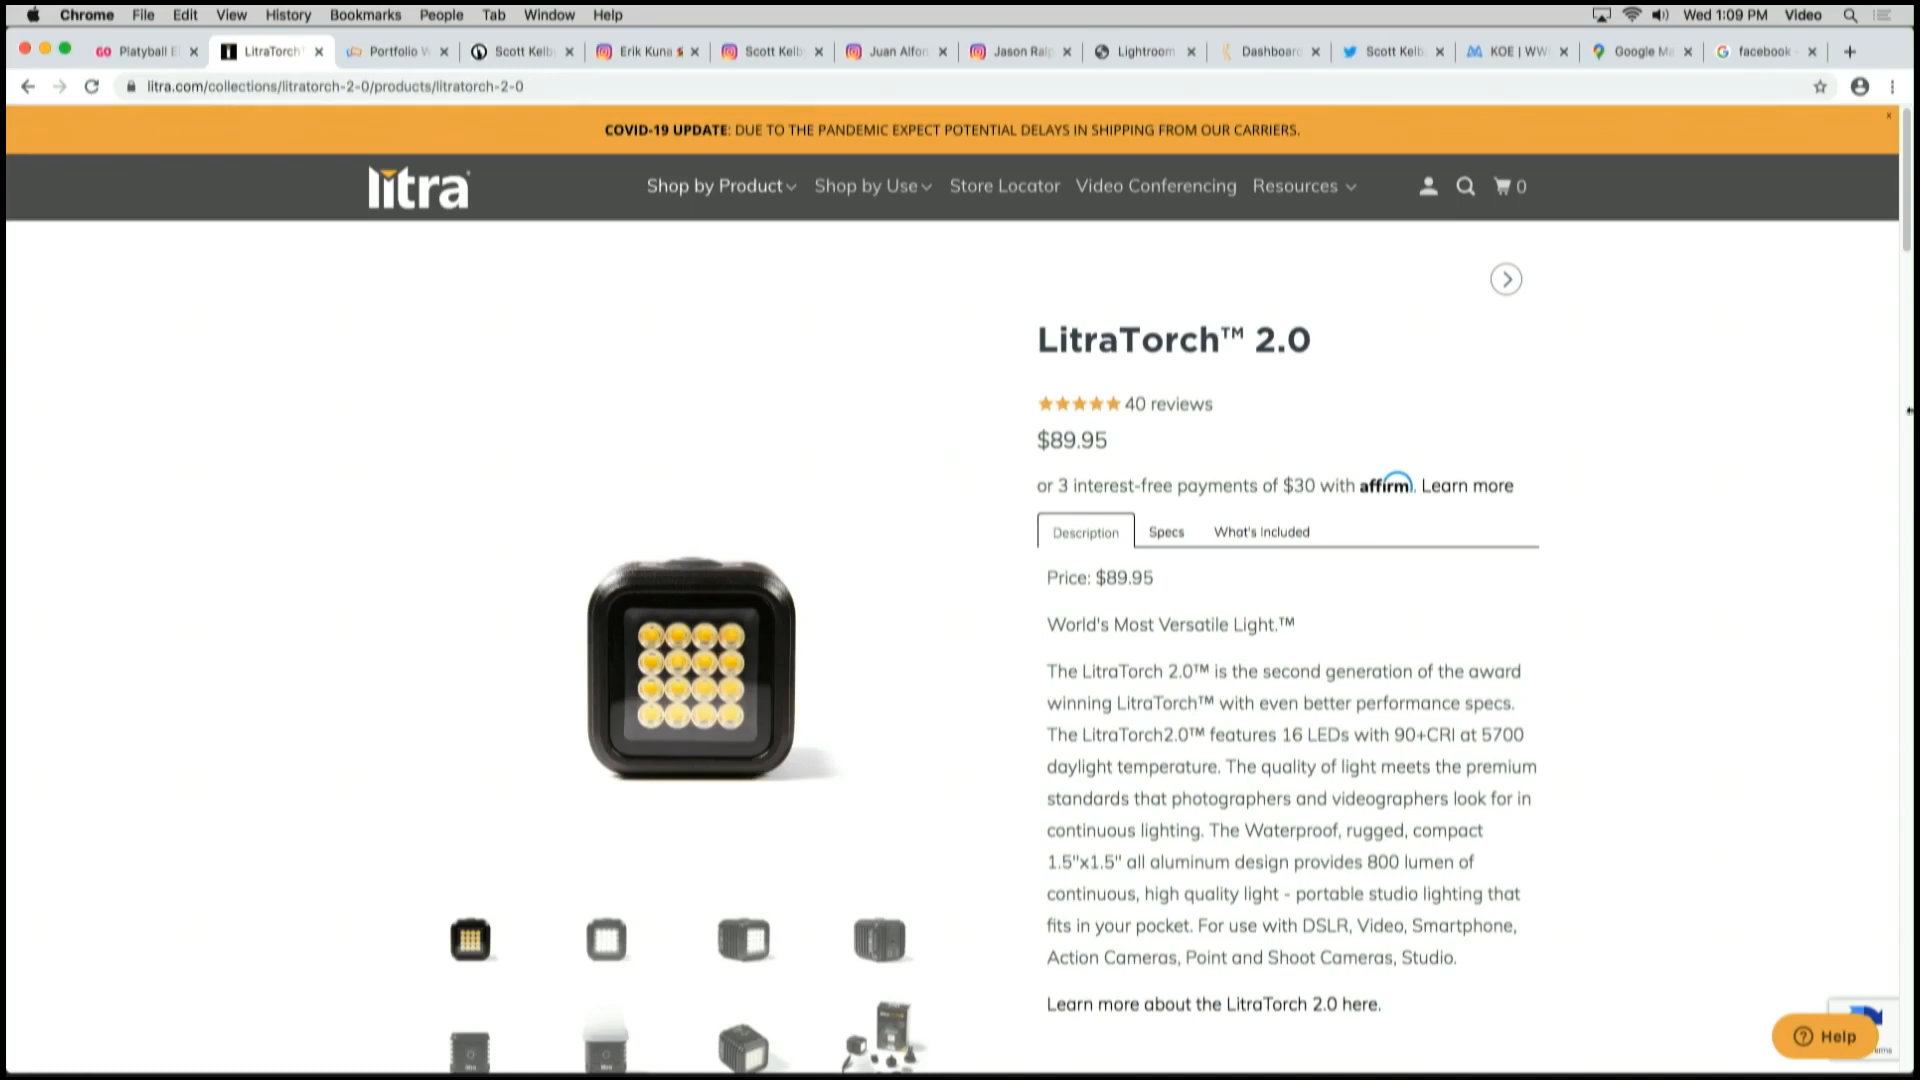 Chrome File Edit View History Bookmarks People Tab Window Help Wed 1:09 PM Video
GO Platyball LitraTorch Portfolio Scott Kelb Erik Kuna Scott Kelb Juan Alfon Jason Ralp Lightroom Dashboard Scott Kelb KOE | WW Google Ma facebook
litra.com/collections/litratorch-2-0/products/litratorch-2-0
COVID-19 UPDATE: DUE TO THE PANDEMIC EXPECT POTENTIAL DELAYS IN SHIPPING FROM OUR CARRIERS.
litra Shop by Product Shop by Use Store Locator Video Conferencing Resources 0
LitraTorch™ 2.0
40 reviews
$89.95
or 3 interest-free payments of $30 with affirm. Learn more
Description Specs What's Included
Price: $89.95
World's Most Versatile Light.™
The LitraTorch 2.0™ is the second generation of the award
winning LitraTorch™ with even better performance specs.
The LitraTorch2.0™ features 16 LEDs with 90+CRI at 5700
daylight temperature. The quality of light meets the premium
standards that photographers and videographers look for in
continuous lighting. The Waterproof, rugged, compact
1.5"x1.5" all aluminum design provides 800 lumen of
continuous, high quality light - portable studio lighting that
fits in your pocket. For use with DSLR, Video, Smartphone,
Action Cameras, Point and Shoot Cameras, Studio.
Learn more about the LitraTorch 2.0 here.
Help